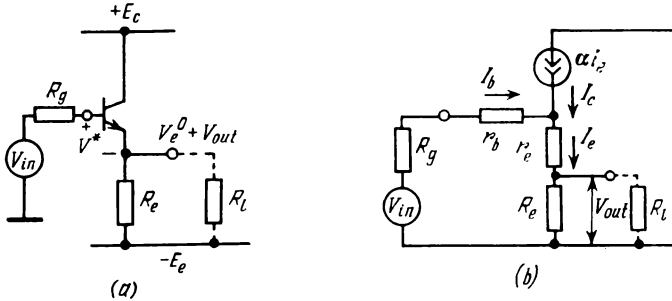 +E_c
R_g
V_in
+
V*
−
V_e^0 + V_out
R_e
R_l
−E_e
(a)
αi_e
I_b
I_c
r_b
r_e
I_e
R_g
V_in
R_e
V_out
R_l
(b)